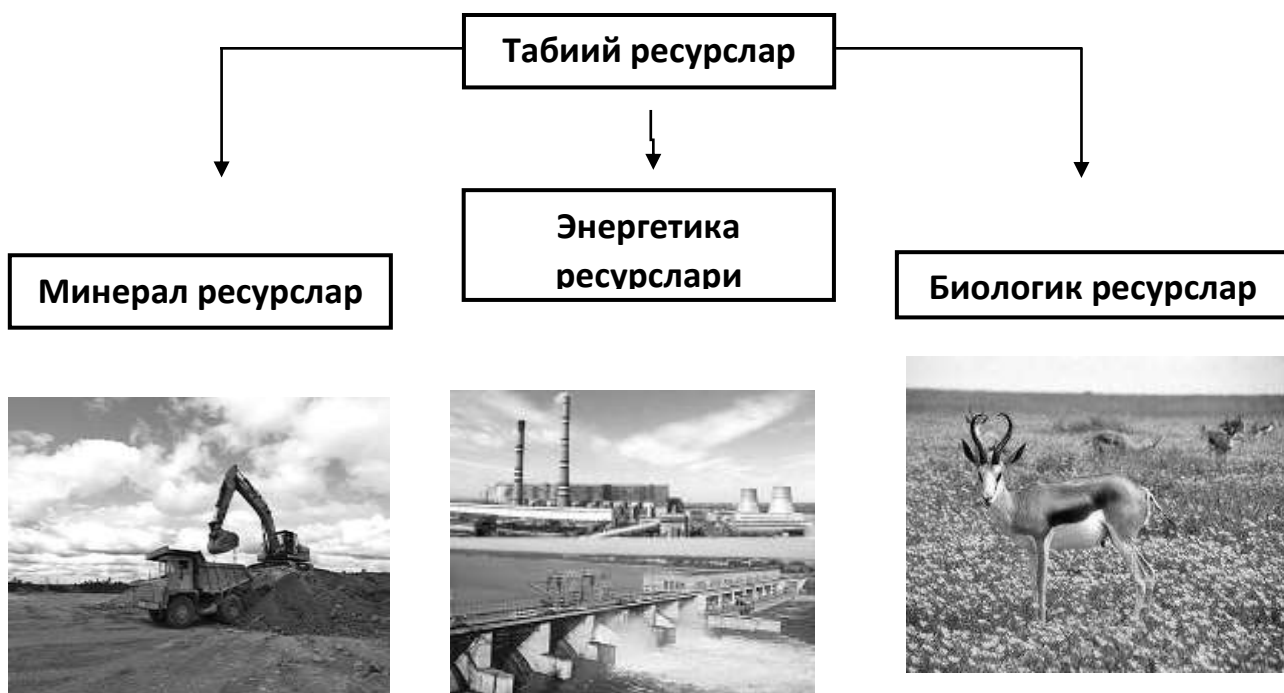 Табиий ресурслар
Энергетика
ресурслари
Минерал ресурслар
Биологик ресурслар